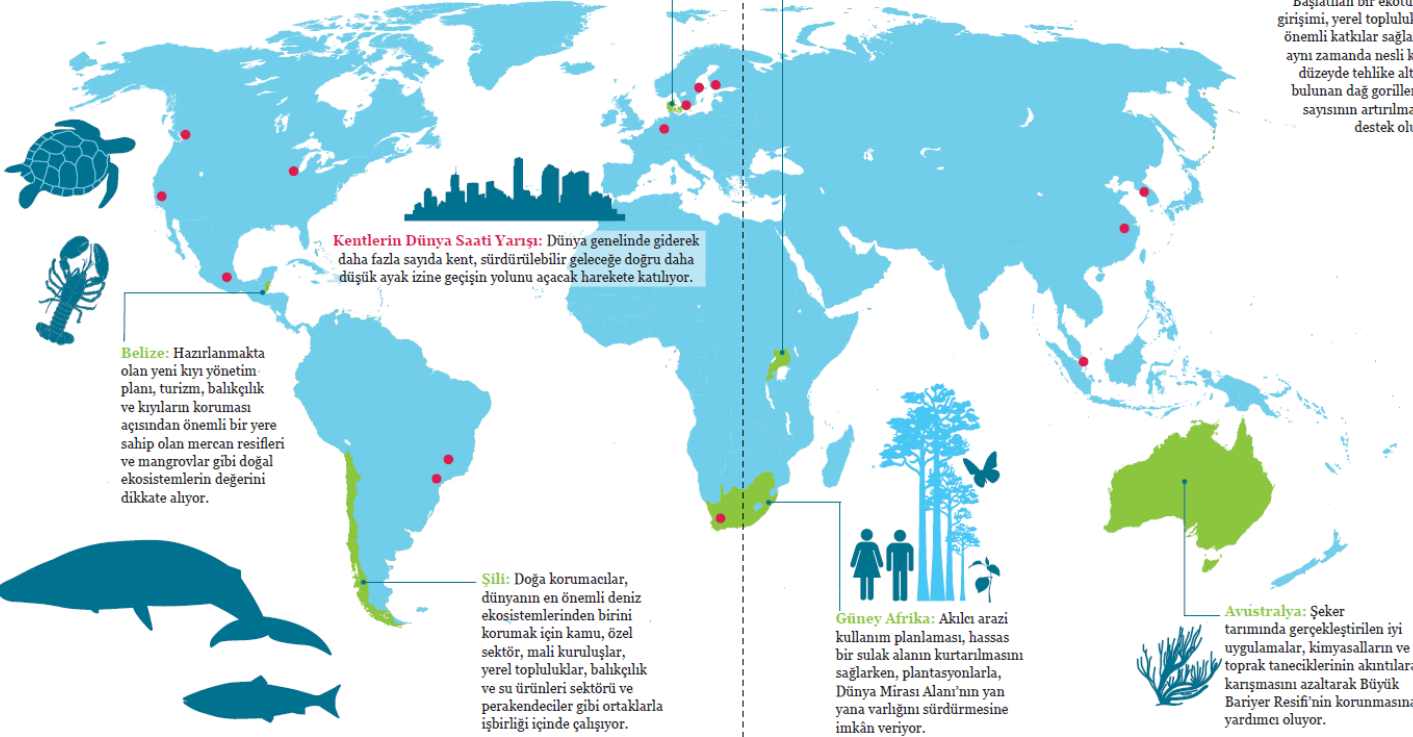 Başlatılan bir
girişimi, yerel
önemli katkılar
aynı zamanda nesli
düzeyde tehlike
bulunan dağ
sayısının
destek
Kentlerin Dünya Saati Yarışı: Dünya genelinde giderek
daha fazla sayıda kent, sürdürülebilir geleceğe doğru daha
düşük ayak izine geçişin yolunu açacak harekete katılıyor.
Belize: Hazırlanmakta
olan yeni kıyı yönetim
planı, turizm, balıkçılık
ve kıyıların koruması
açısından önemli bir yere
sahip olan mercan resifleri
ve mangrovlar gibi doğal
ekosistemlerin değerini
dikkate alıyor.
Şili: Doğa korumacılar,
dünyanın en önemli deniz
ekosistemlerinden birini
korumak için kamu, özel
sektör, mali kuruluşlar,
yerel topluluklar, balıkçılık
ve su ürünleri sektörü ve
perakendeciler gibi ortaklarla
işbirliği içinde çalışıyor.
Güney Afrika: Akılcı arazi
kullanım planlaması, hassas
bir sulak alanın kurtarılmasını
sağlarken, plantasyonlarla,
Dünya Mirası Alanı’nın yan
yana varlığını sürdürmesine
imkân veriyor.
Avustralya: Şeker
tarımında gerçekleştirilen iyi
uygulamalar, kimyasalların ve
toprak taneciklerinin akıntılara
karışmasını azaltarak Büyük
Bariyer Resifi’nin korunmasına
yardımcı oluyor.